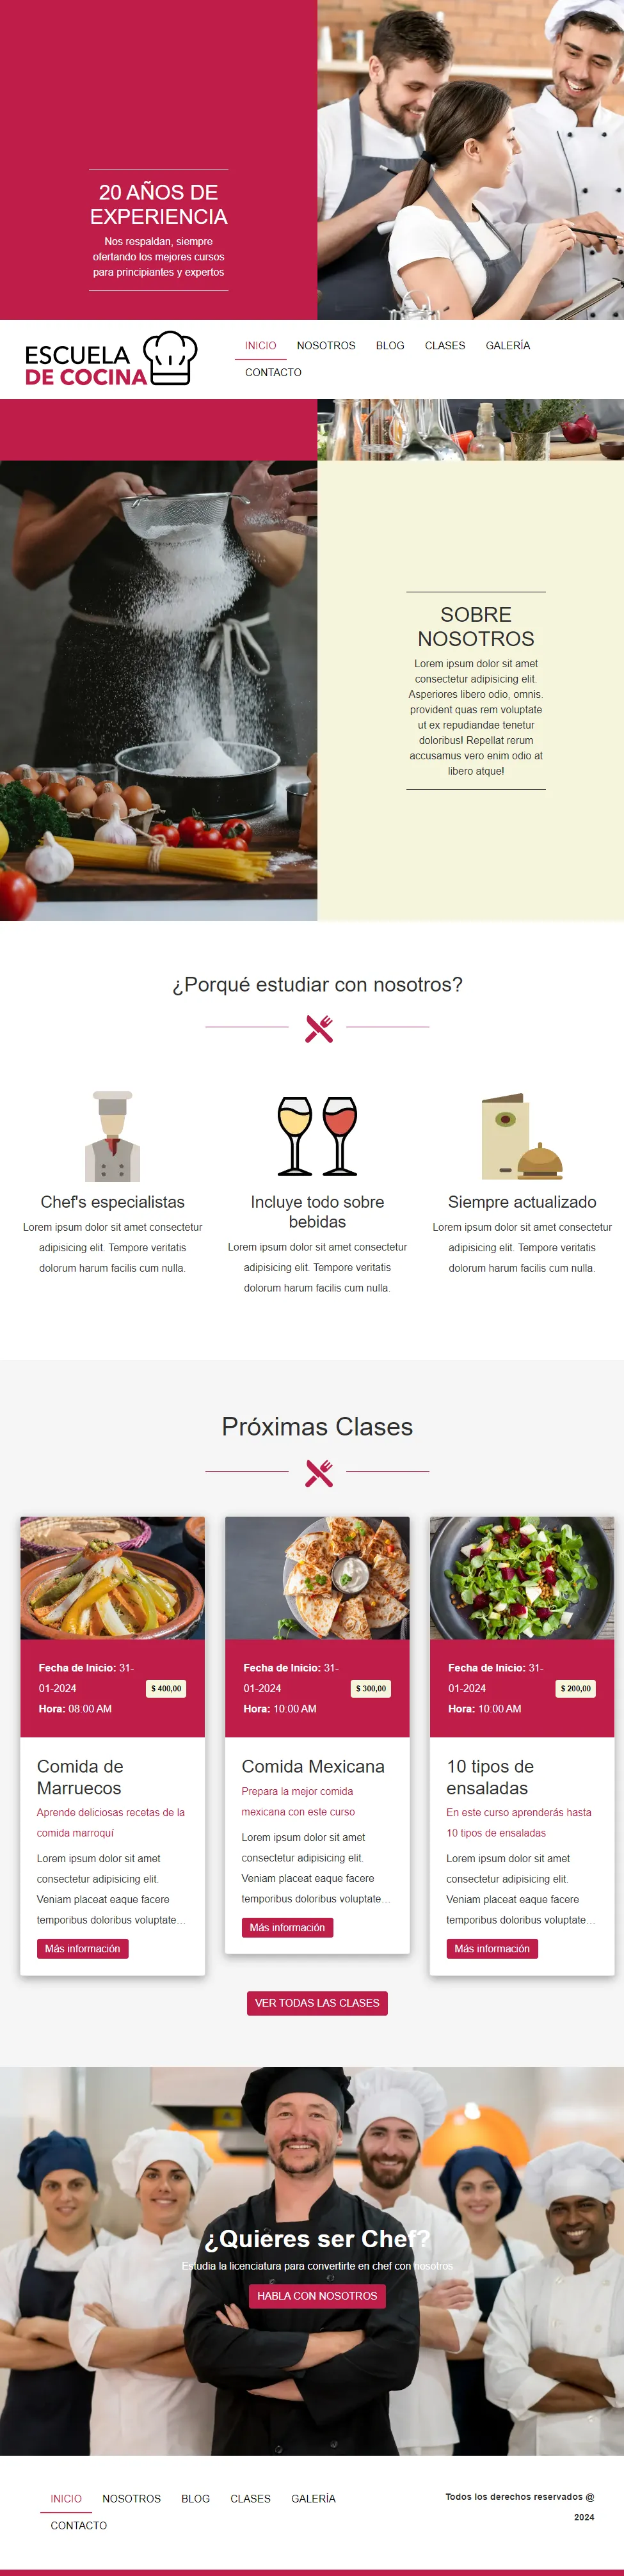 20 AÑOS DE
EXPERIENCIA
Nos respaldan, siempre
ofertando los mejores cursos
para principiantes y expertos
ESCUELA
DE COCINA
INICIO NOSOTROS BLOG CLASES GALERÍA
CONTACTO
SOBRE
NOSOTROS
Lorem ipsum dolor sit amet
consectetur adipisicing elit.
Asperiores libero odio, omnis.
provident quas rem voluptate
ut ex repudiandae tenetur
doloribus! Repellat rerum
accusamus vero enim odio at
libero atque!
¿Porqué estudiar con nosotros?
Chef's especialistas
Lorem ipsum dolor sit amet consectetur
adipisicing elit. Tempore veritatis
dolorum harum facilis cum nulla.
Incluye todo sobre
bebidas
Lorem ipsum dolor sit amet consectetur
adipisicing elit. Tempore veritatis
dolorum harum facilis cum nulla.
Siempre actualizado
Lorem ipsum dolor sit amet consectetur
adipisicing elit. Tempore veritatis
dolorum harum facilis cum nulla.
Próximas Clases
Fecha de Inicio: 31-
01-2024
Hora: 08:00 AM
$ 400,00
Comida de
Marruecos
Aprende deliciosas recetas de la
comida marroquí
Lorem ipsum dolor sit amet
consectetur adipisicing elit.
Veniam placeat eaque facere
temporibus doloribus voluptate...
Más información
Fecha de Inicio: 31-
01-2024
Hora: 10:00 AM
$ 300,00
Comida Mexicana
Prepara la mejor comida
mexicana con este curso
Lorem ipsum dolor sit amet
consectetur adipisicing elit.
Veniam placeat eaque facere
temporibus doloribus voluptate...
Más información
Fecha de Inicio: 31-
01-2024
Hora: 10:00 AM
$ 200,00
10 tipos de
ensaladas
En este curso aprenderás hasta
10 tipos de ensaladas
Lorem ipsum dolor sit amet
consectetur adipisicing elit.
Veniam placeat eaque facere
temporibus doloribus voluptate...
Más información
VER TODAS LAS CLASES
¿Quieres ser Chef?
Estudia la licenciatura para convertirte en chef con nosotros
HABLA CON NOSOTROS
INICIO NOSOTROS BLOG CLASES GALERÍA
CONTACTO
Todos los derechos reservados @
2024